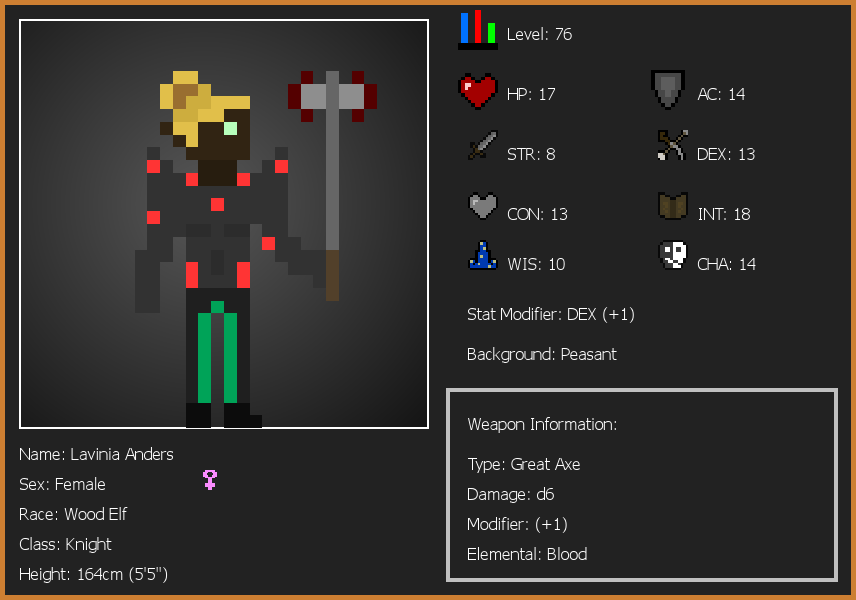 Level: 76
HP: 17
AC: 14
STR: 8
DEX: 13
CON: 13
INT: 18
WIS: 10
CHA: 14
Stat Modifier: DEX (+1)
Background: Peasant
Name: Lavinia Anders
Sex: Female
Race: Wood Elf
Class: Knight
Height: 164cm (5'5")
Weapon Information:
Type: Great Axe
Damage: d6
Modifier: (+1)
Elemental: Blood